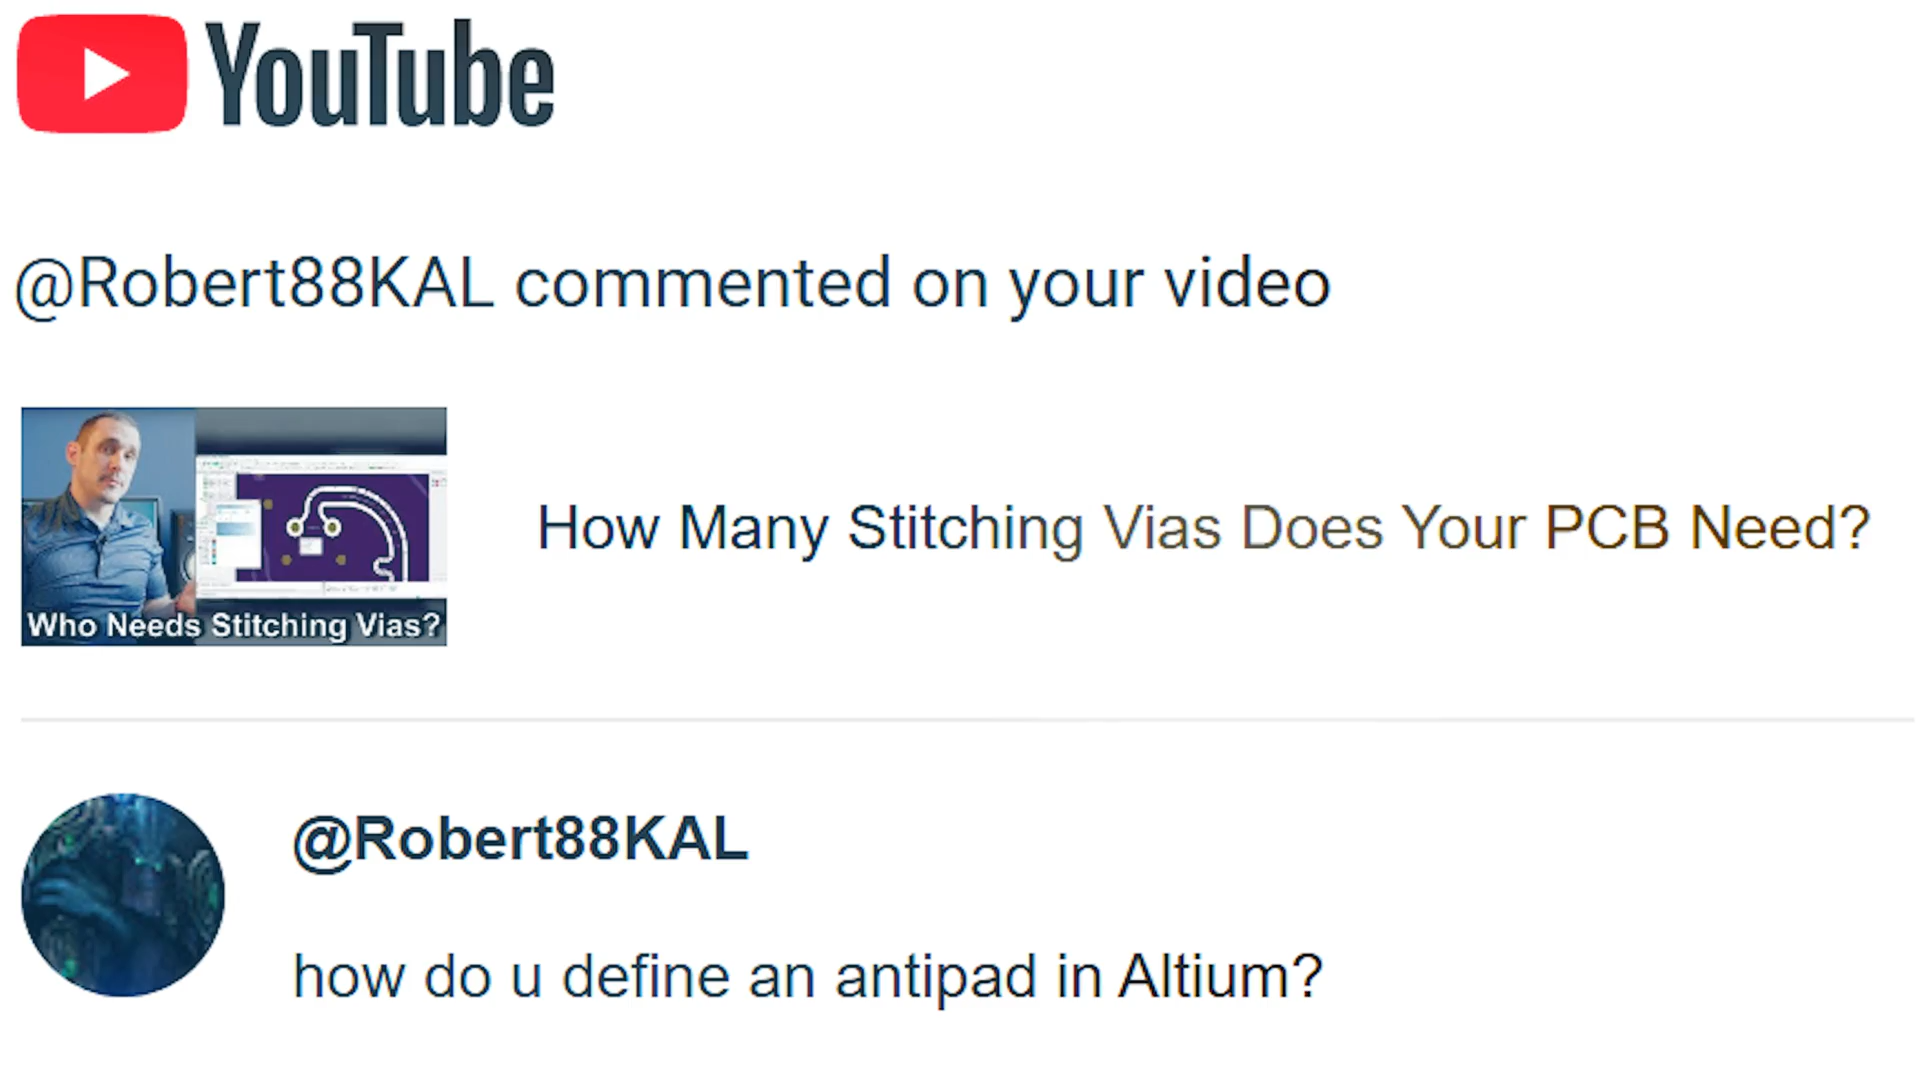 YouTube
@Robert88KAL commented on your video
How Many Stitching Vias Does Your PCB Need?
Who Needs Stitching Vias?
@Robert88KAL
how do u define an antipad in Altium?